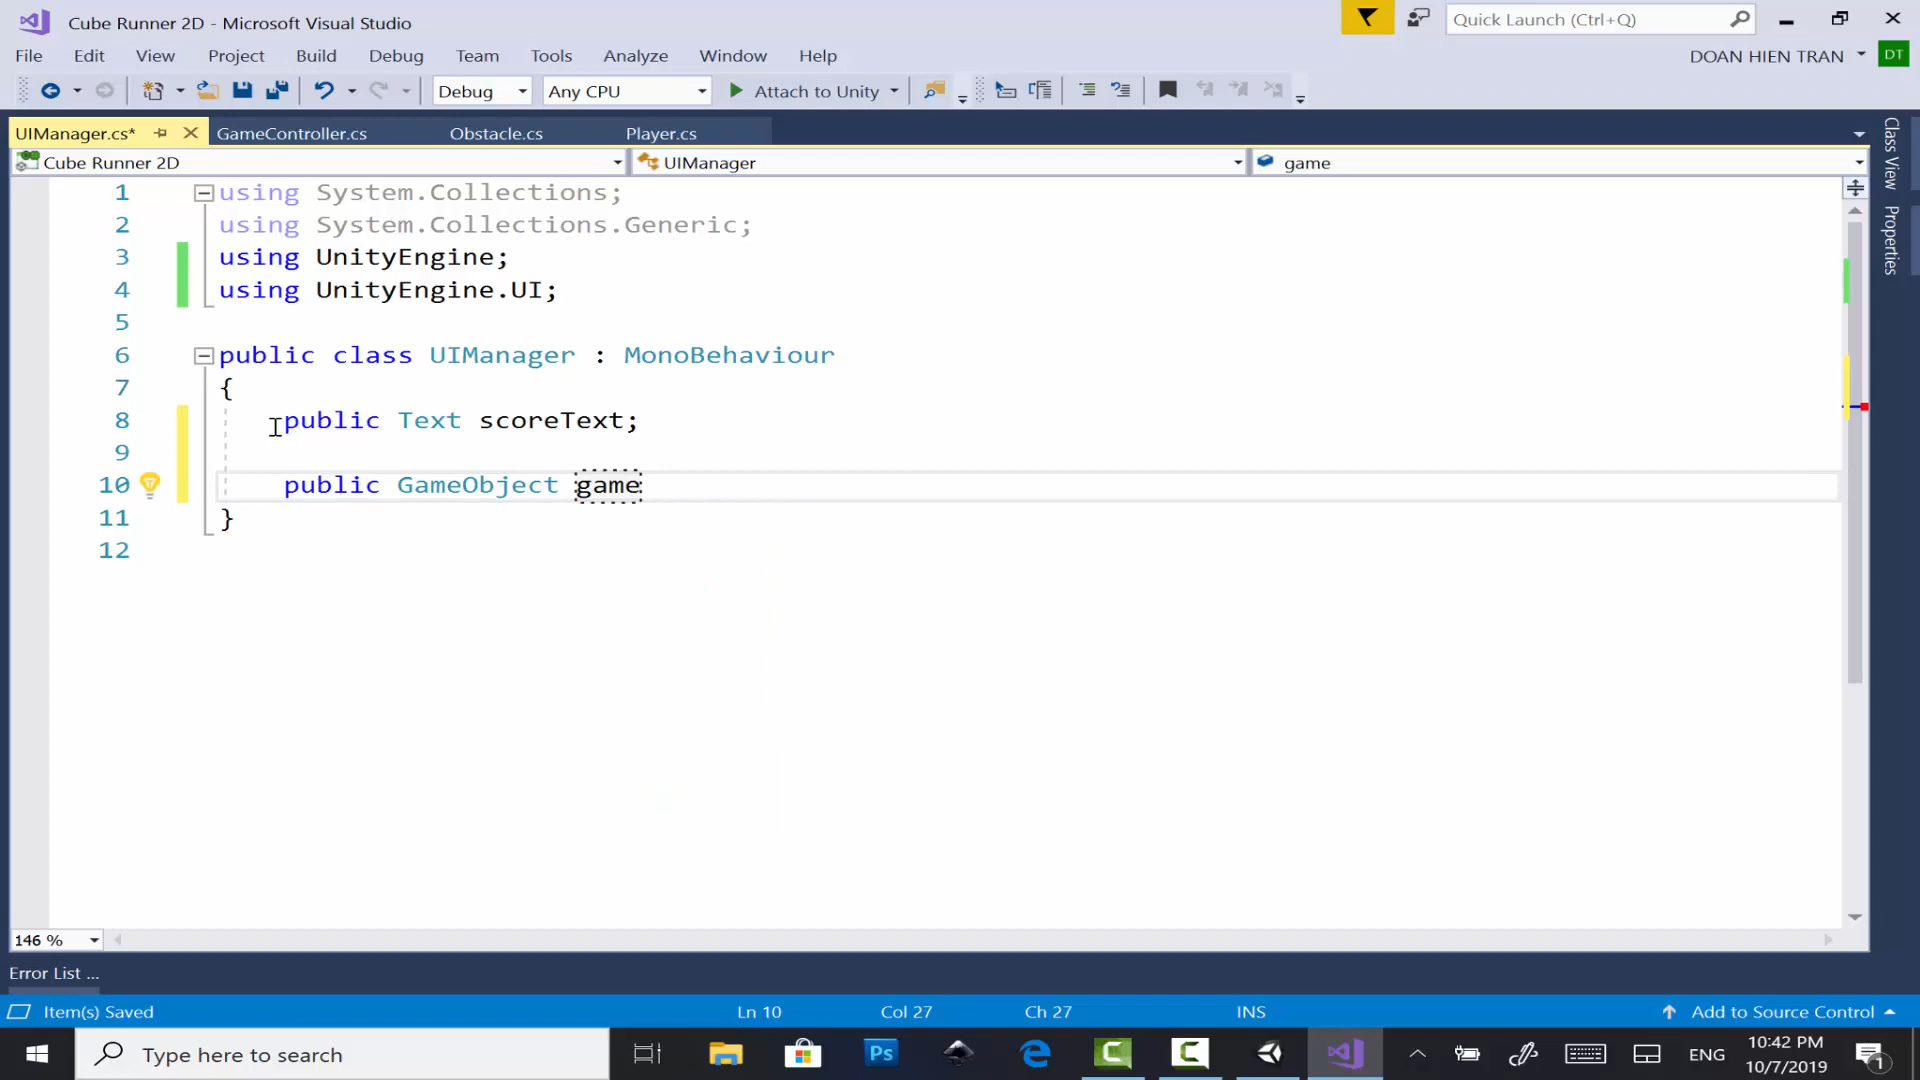 Cube Runner 2D - Microsoft Visual Studio
Quick Launch (Ctrl+Q)
File Edit View Project Build Debug Team Tools Analyze Window Help
DOAN HIEN TRAN DT
Debug Any CPU Attach to Unity
UIManager.cs* GameController.cs Obstacle.cs Player.cs
Cube Runner 2D UIManager game
Class View
Properties
1 using System.Collections;
2 using System.Collections.Generic;
3 using UnityEngine;
4 using UnityEngine.UI;
5
6 public class UIManager : MonoBehaviour
7 {
8 public Text scoreText;
9
10 public GameObject game
11 }
12
146 %
Error List ...
Item(s) Saved Ln 10 Col 27 Ch 27 INS Add to Source Control
Type here to search
Ps
ENG
10:42 PM
10/7/2019
1